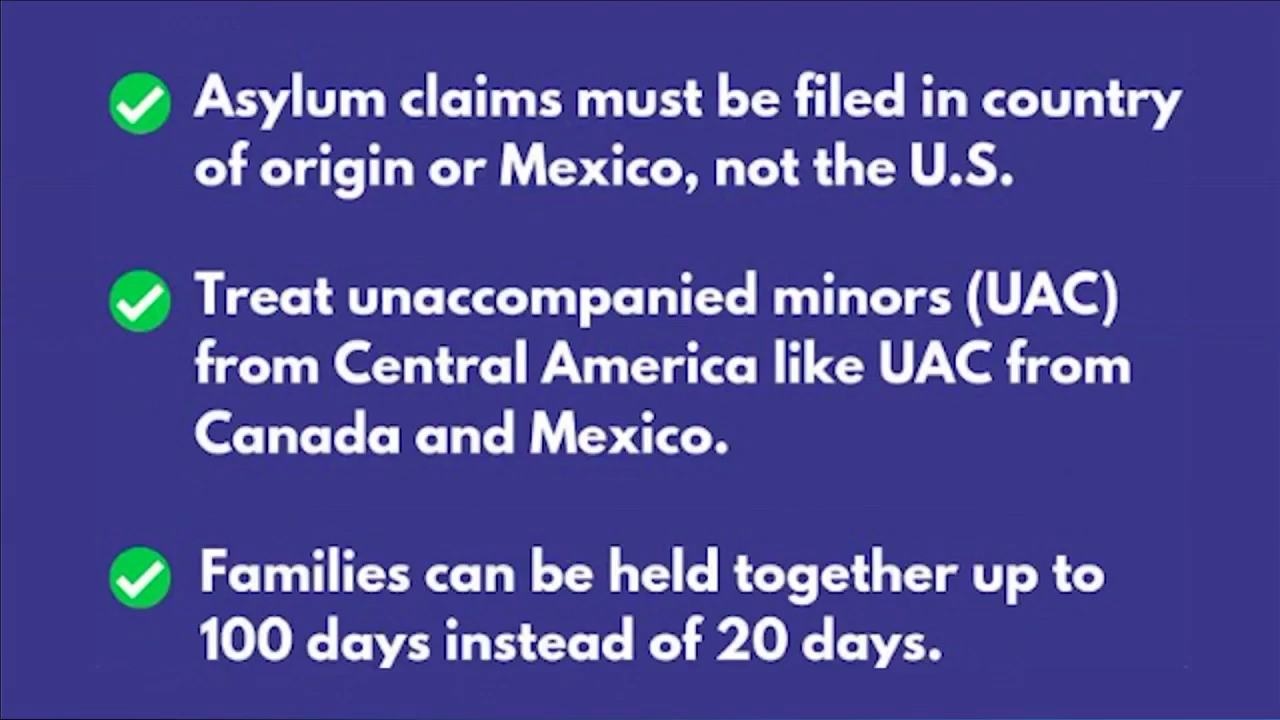 Asylum claims must be filed in country
of origin or Mexico, not the U.S.
Treat unaccompanied minors (UAC)
from Central America like UAC from
Canada and Mexico.
Families can be held together up to
100 days instead of 20 days.